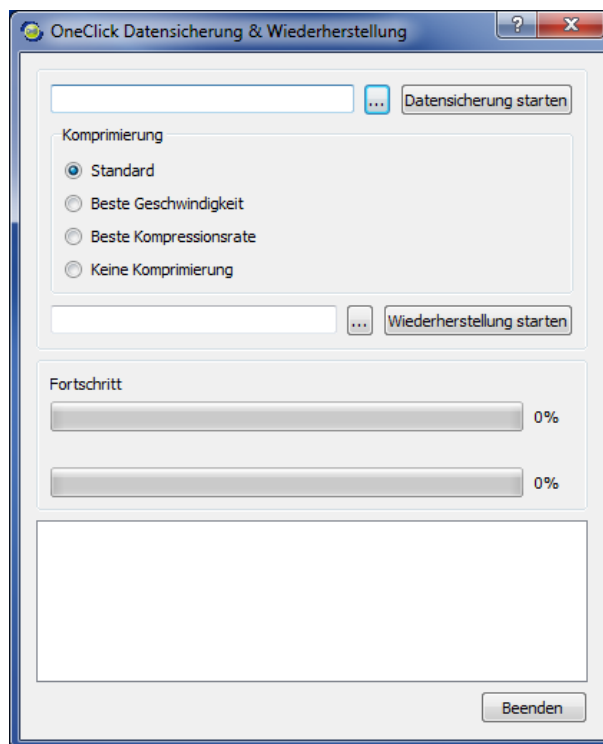 OneClick Datensicherung & Wiederherstellung
?
X
...
Datensicherung starten
Komprimierung
Standard
Beste Geschwindigkeit
Beste Kompressionsrate
Keine Komprimierung
...
Wiederherstellung starten
Fortschritt
0%
0%
Beenden